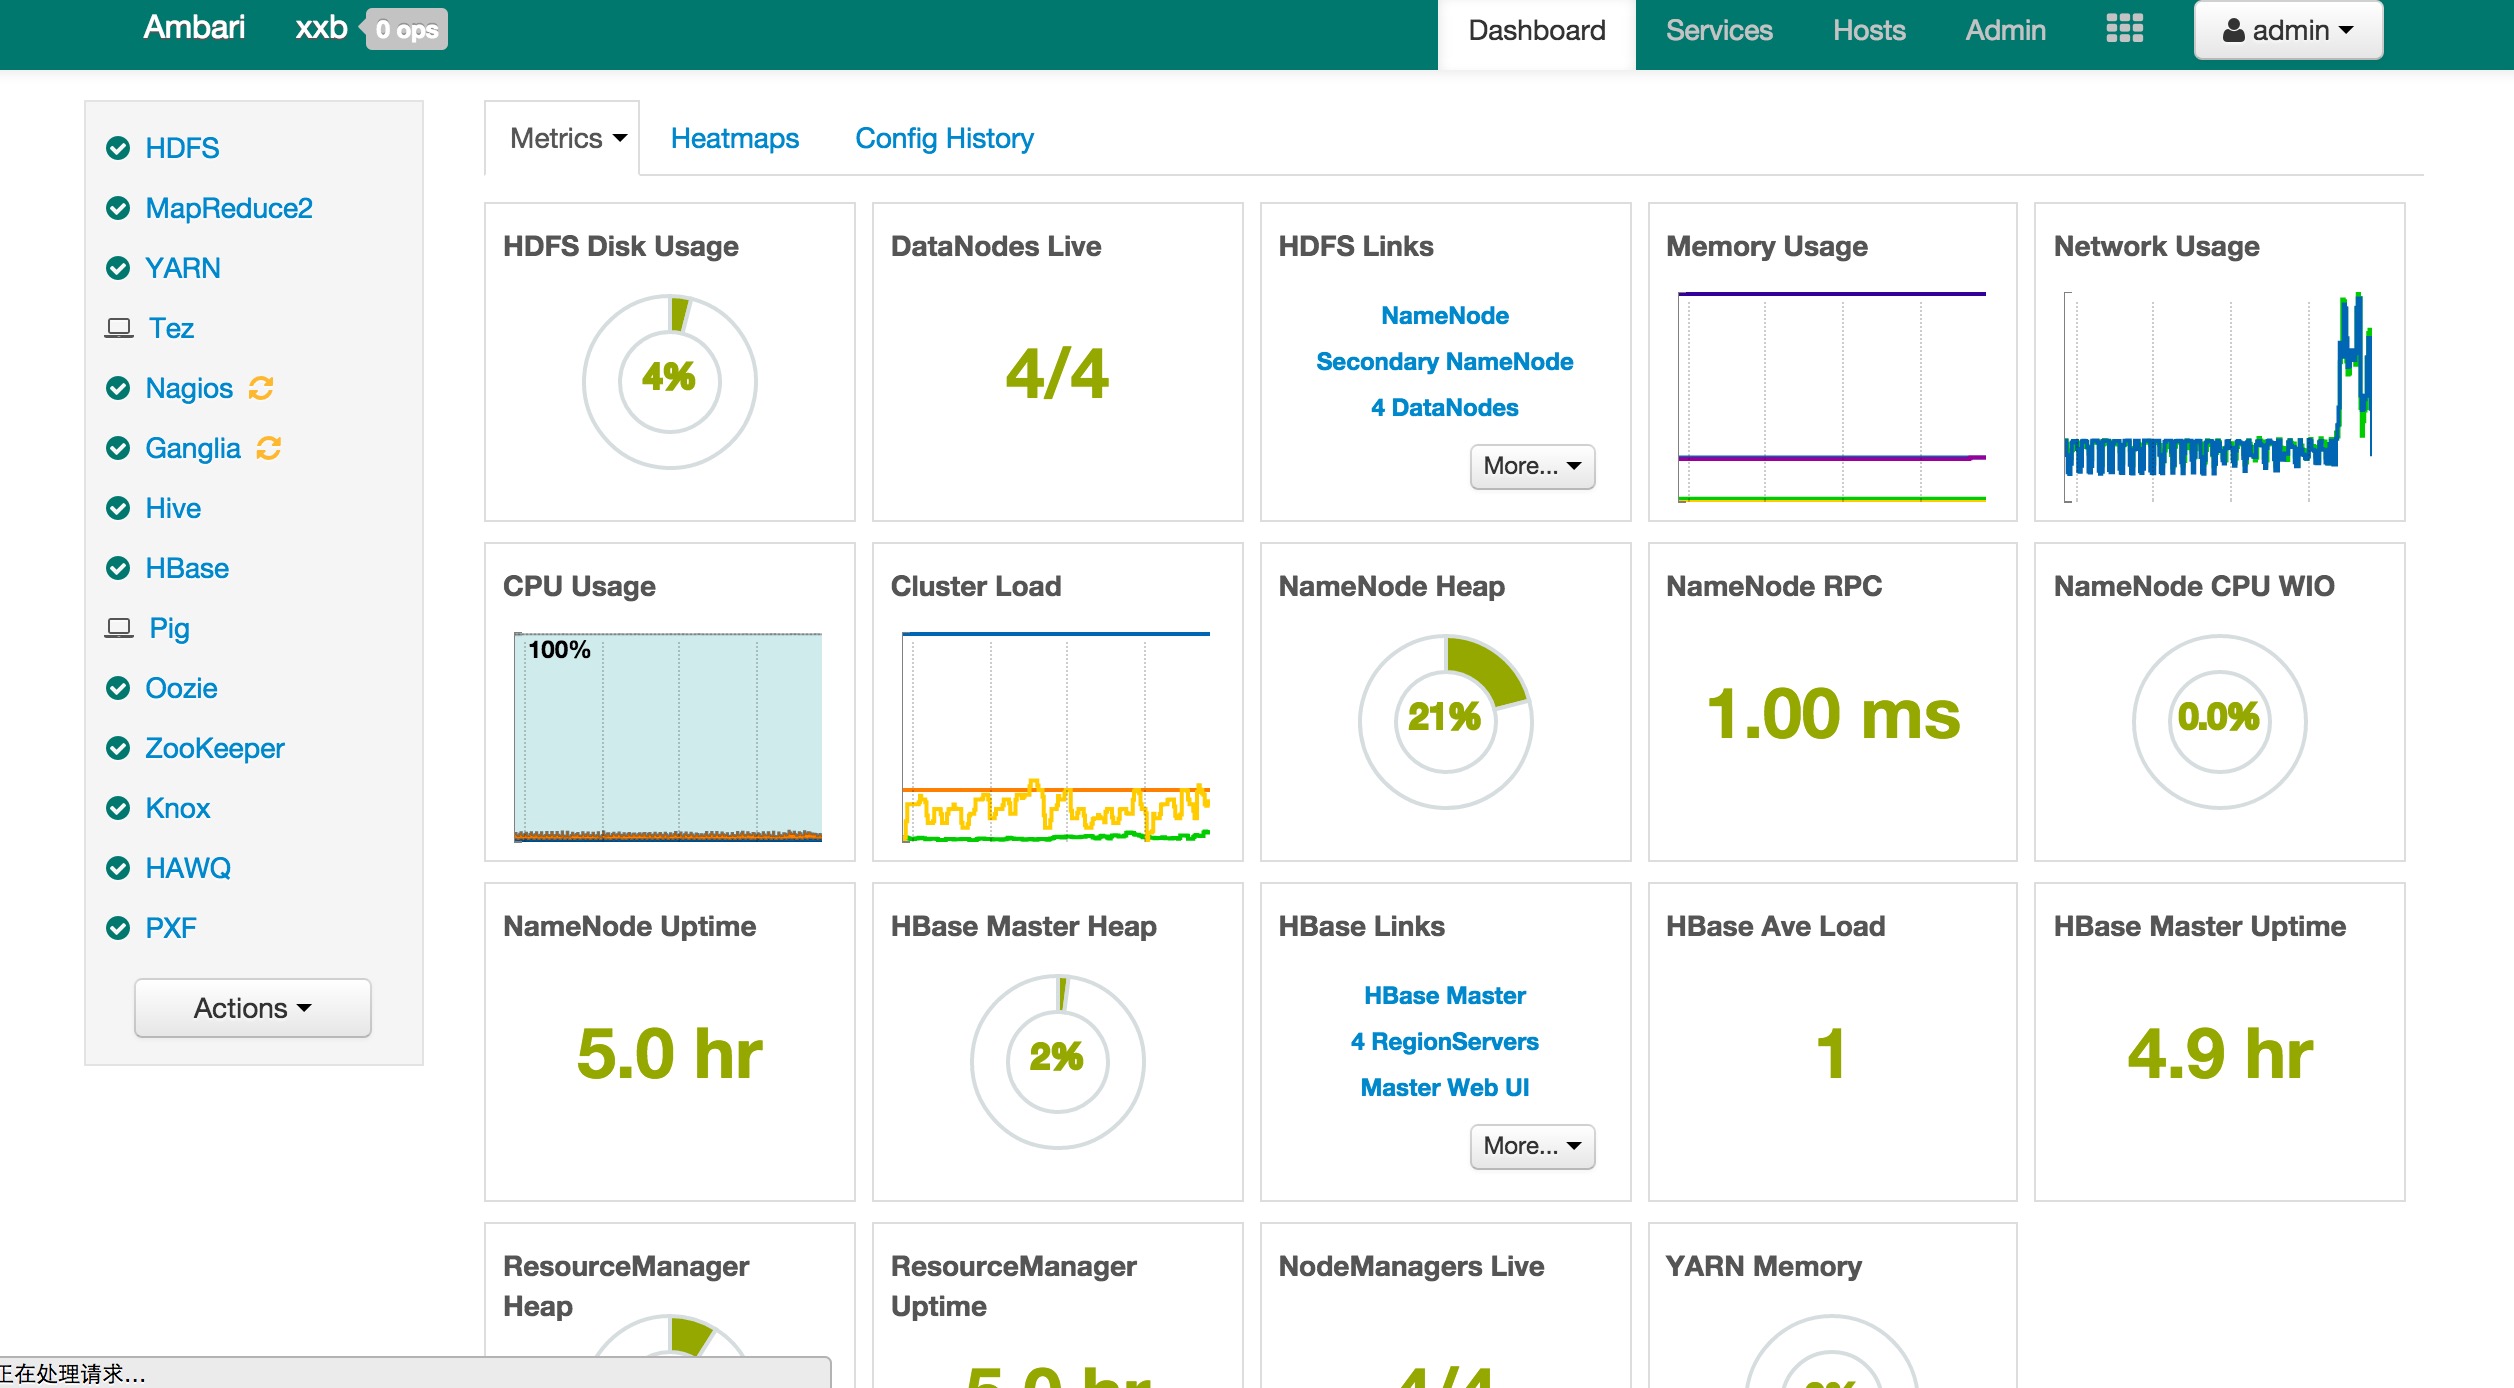 Ambari xxb 0 ops Dashboard Services Hosts Admin admin
HDFS
MapReduce2
YARN
Tez
Nagios
Ganglia
Hive
HBase
Pig
Oozie
ZooKeeper
Knox
HAWQ
PXF
Actions
Metrics Heatmaps Config History
HDFS Disk Usage
4%
DataNodes Live
4/4
HDFS Links
NameNode
Secondary NameNode
4 DataNodes
More...
Memory Usage
Network Usage
CPU Usage
100%
Cluster Load
NameNode Heap
21%
NameNode RPC
1.00 ms
NameNode CPU WIO
0.0%
NameNode Uptime
5.0 hr
HBase Master Heap
2%
HBase Links
HBase Master
4 RegionServers
Master Web UI
More...
HBase Ave Load
1
HBase Master Uptime
4.9 hr
ResourceManager
Heap
ResourceManager
Uptime
5.0 hr
NodeManagers Live
4/4
YARN Memory
正在处理请求...